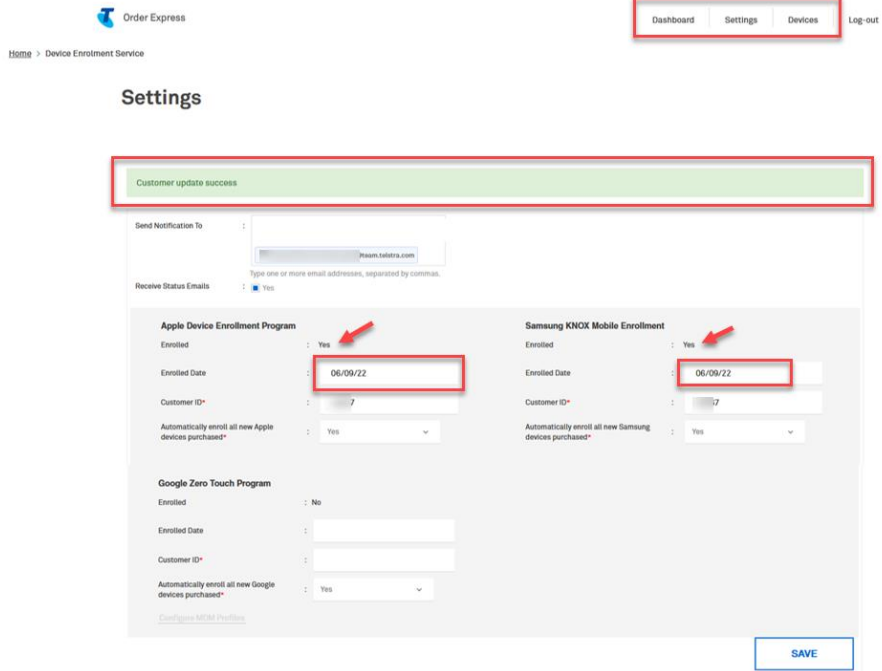 Order Express
Dashboard Settings Devices Log-out
Home > Device Enrolment Service
Settings
Customer update success
Send Notification To :
team.telstra.com
Type one or more email addresses, separated by commas.
Receive Status Emails : Yes
Apple Device Enrollment Program
Enrolled : Yes
Enrolled Date : 06/09/22
Customer ID* : 7
Automatically enroll all new Apple
devices purchased* : Yes
Samsung KNOX Mobile Enrollment
Enrolled : Yes
Enrolled Date : 06/09/22
Customer ID* : 7
Automatically enroll all new Samsung
devices purchased* : Yes
Google Zero Touch Program
Enrolled : No
Enrolled Date :
Customer ID* :
Automatically enroll all new Google
devices purchased* : Yes
Configure MDM Profiles
SAVE